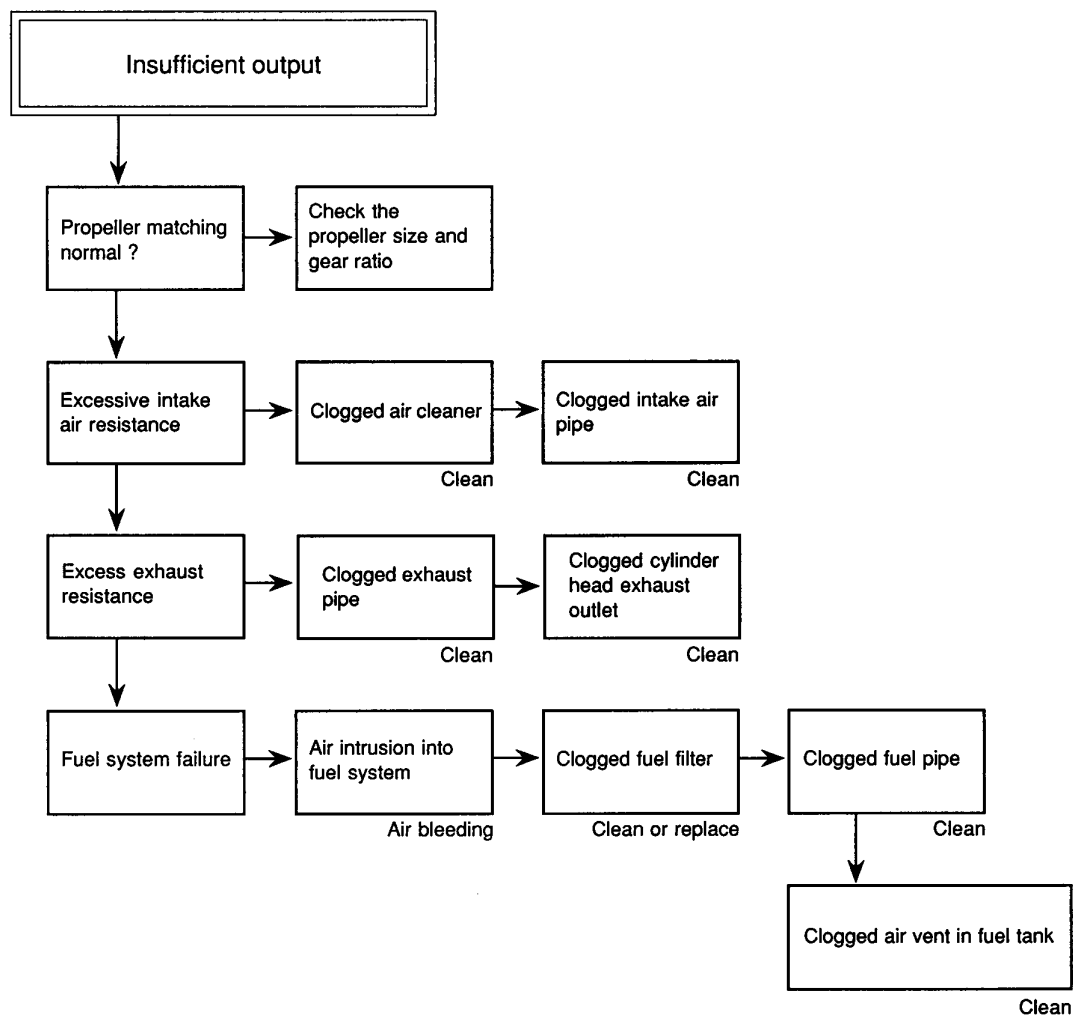 Insufficient output
Propeller matching
normal ?
Check the
propeller size and
gear ratio
Excessive intake
air resistance
Clogged air cleaner
Clean
Clogged intake air
pipe
Clean
Excess exhaust
resistance
Clogged exhaust
pipe
Clean
Clogged cylinder
head exhaust
outlet
Clean
Fuel system failure
Air intrusion into
fuel system
Air bleeding
Clogged fuel filter
Clean or replace
Clogged fuel pipe
Clean
Clogged air vent in fuel tank
Clean